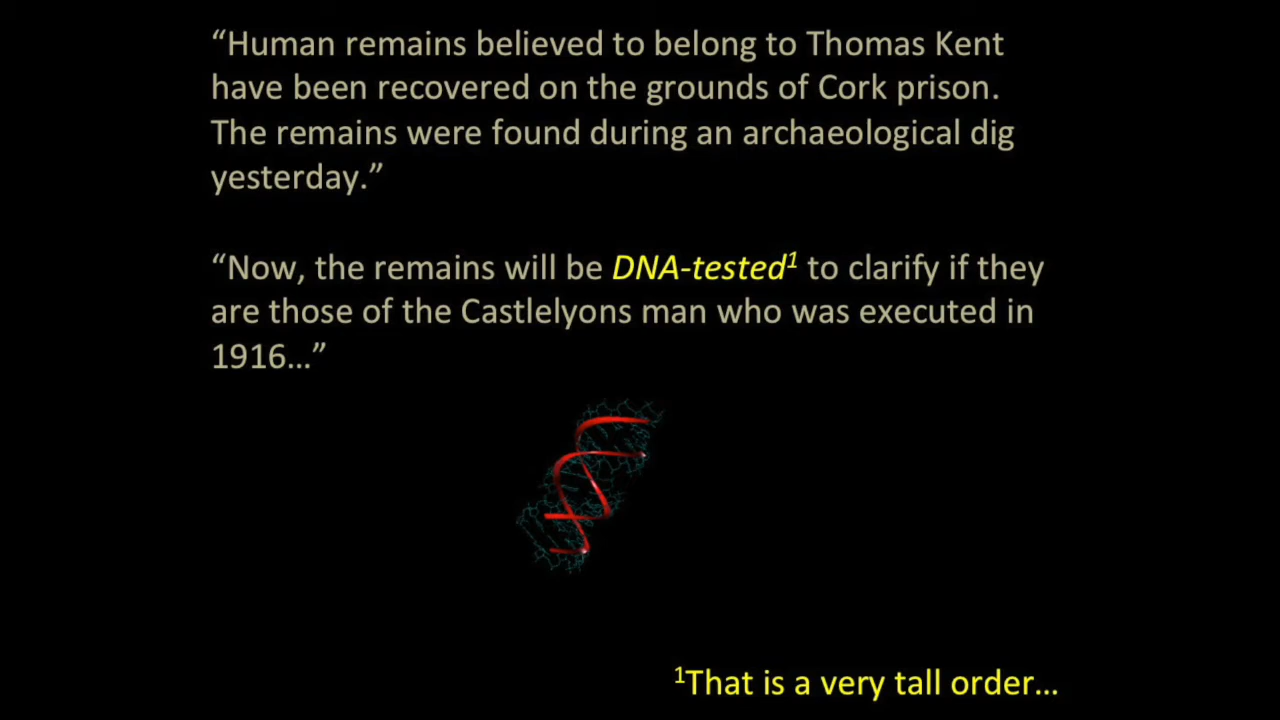 “Human remains believed to belong to Thomas Kent
have been recovered on the grounds of Cork prison.
The remains were found during an archaeological dig
yesterday.”
“Now, the remains will be DNA-tested¹ to clarify if they
are those of the Castlelyons man who was executed in
1916…”
¹That is a very tall order…